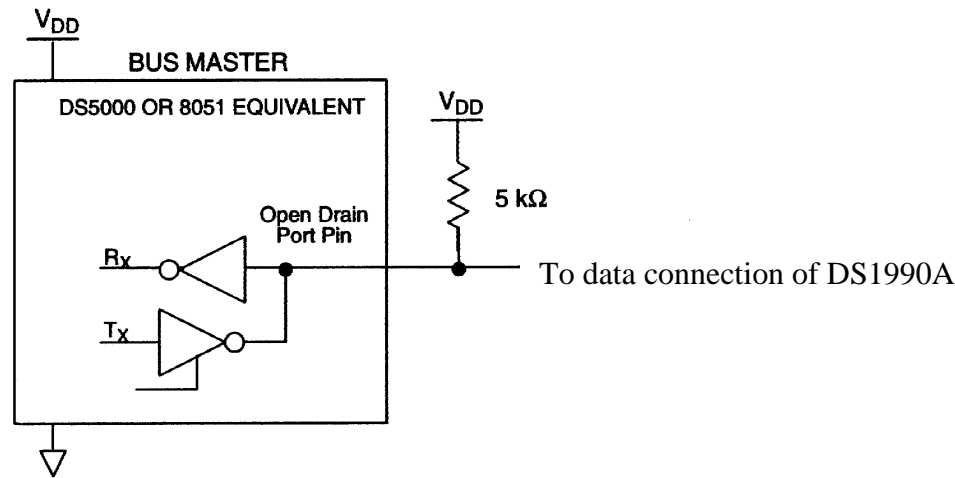 VDD
BUS MASTER
DS5000 OR 8051 EQUIVALENT
VDD
5 kΩ
Open Drain
Port Pin
RX
To data connection of DS1990A
TX